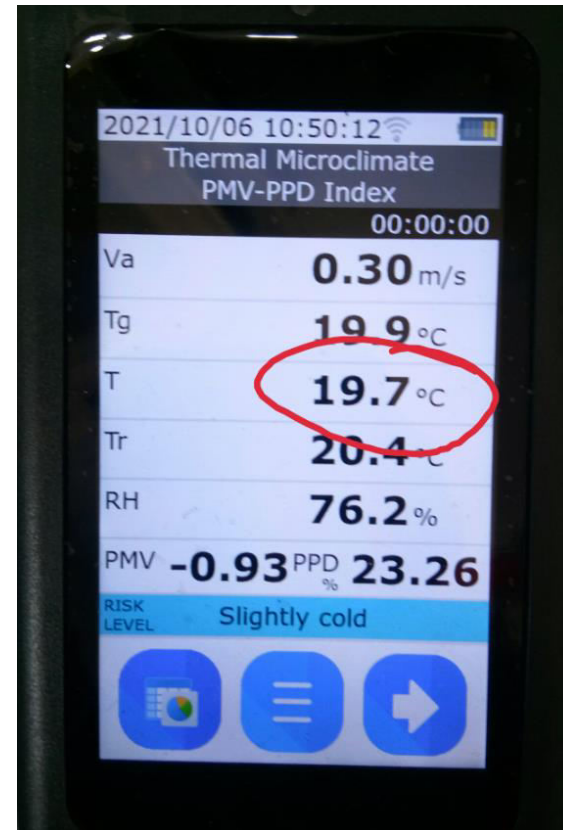 2021/10/06 10:50:12
Thermal Microclimate
PMV-PPD Index
00:00:00
Va 0.30 m/s
Tg 19.9 °C
T 19.7 °C
Tr 20.4 °C
RH 76.2 %
PMV -0.93 PPD % 23.26
RISK LEVEL Slightly cold